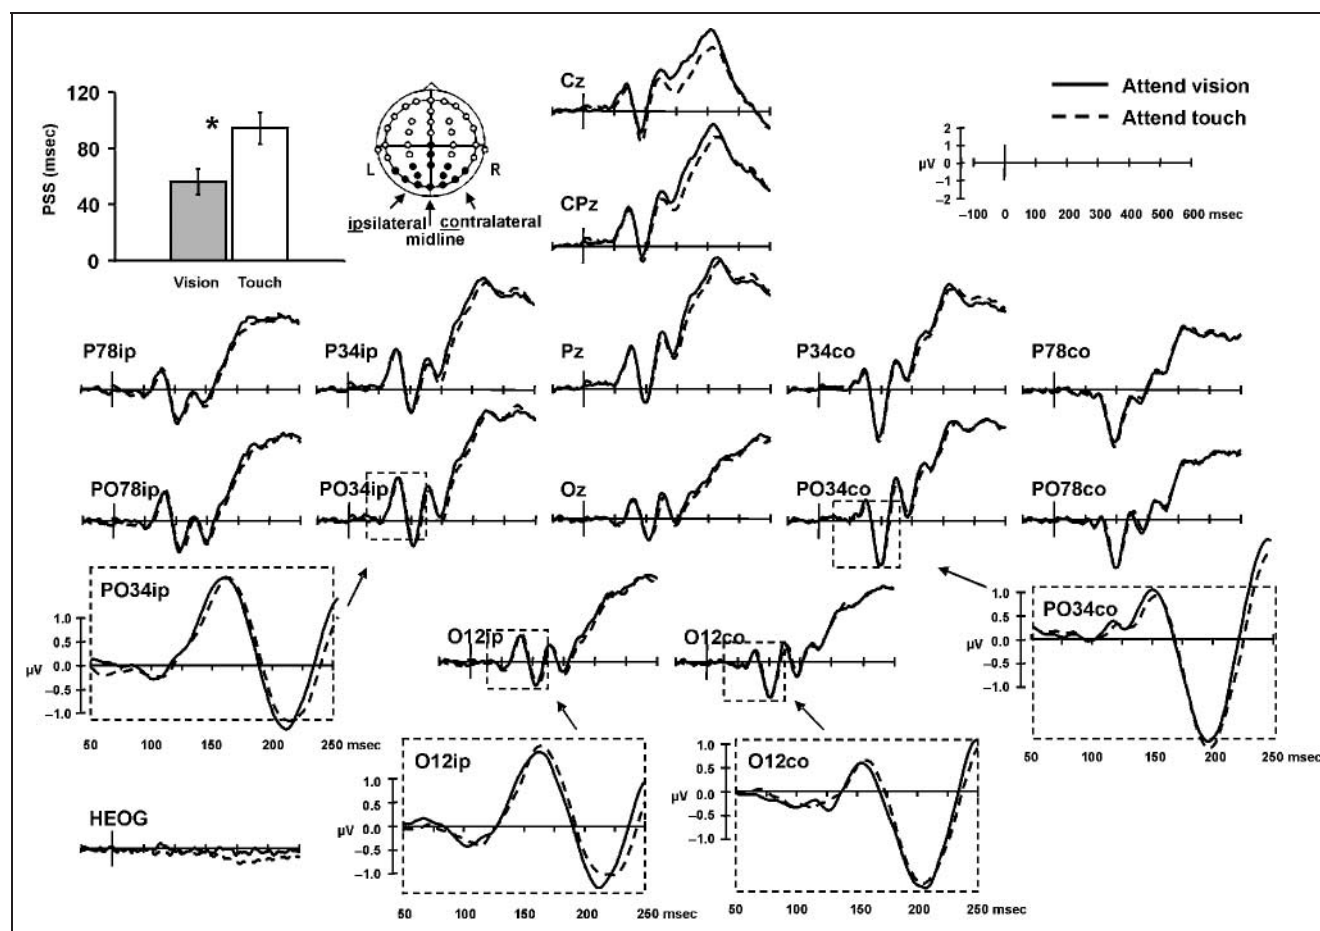 120
80
40
0
PSS (msec)
*
Vision
Touch
L
R
ipsilateral
contralateral
midline
Cz
CPz
Attend vision
Attend touch
2
1
0
−1
−2
µV
−100 0 100 200 300 400 500 600 msec
P78ip
P34ip
Pz
P34co
P78co
PO78ip
PO34ip
Oz
PO34co
PO78co
PO34ip
1.0
0.5
0.0
−0.5
−1.0
µV
50 100 150 200 250 msec
O12ip
O12co
PO34co
1.0
0.5
0.0
−0.5
−1.0
µV
50 100 150 200 250 msec
O12ip
1.0
0.5
0.0
−0.5
−1.0
µV
50 100 150 200 250 msec
O12co
1.0
0.5
0.0
−0.5
−1.0
µV
50 100 150 200 250 msec
HEOG